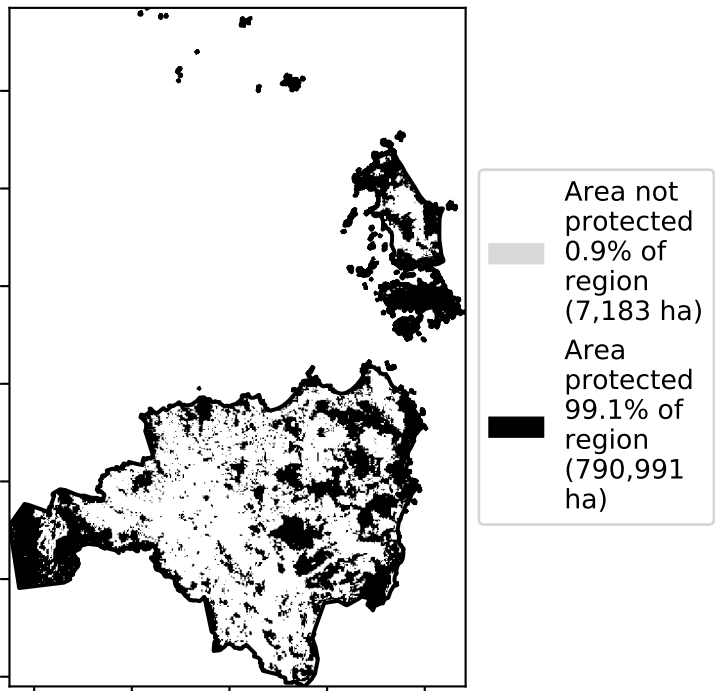 Area not
protected
0.9% of
region
(7,183 ha)
Area
protected
99.1% of
region
(790,991
ha)